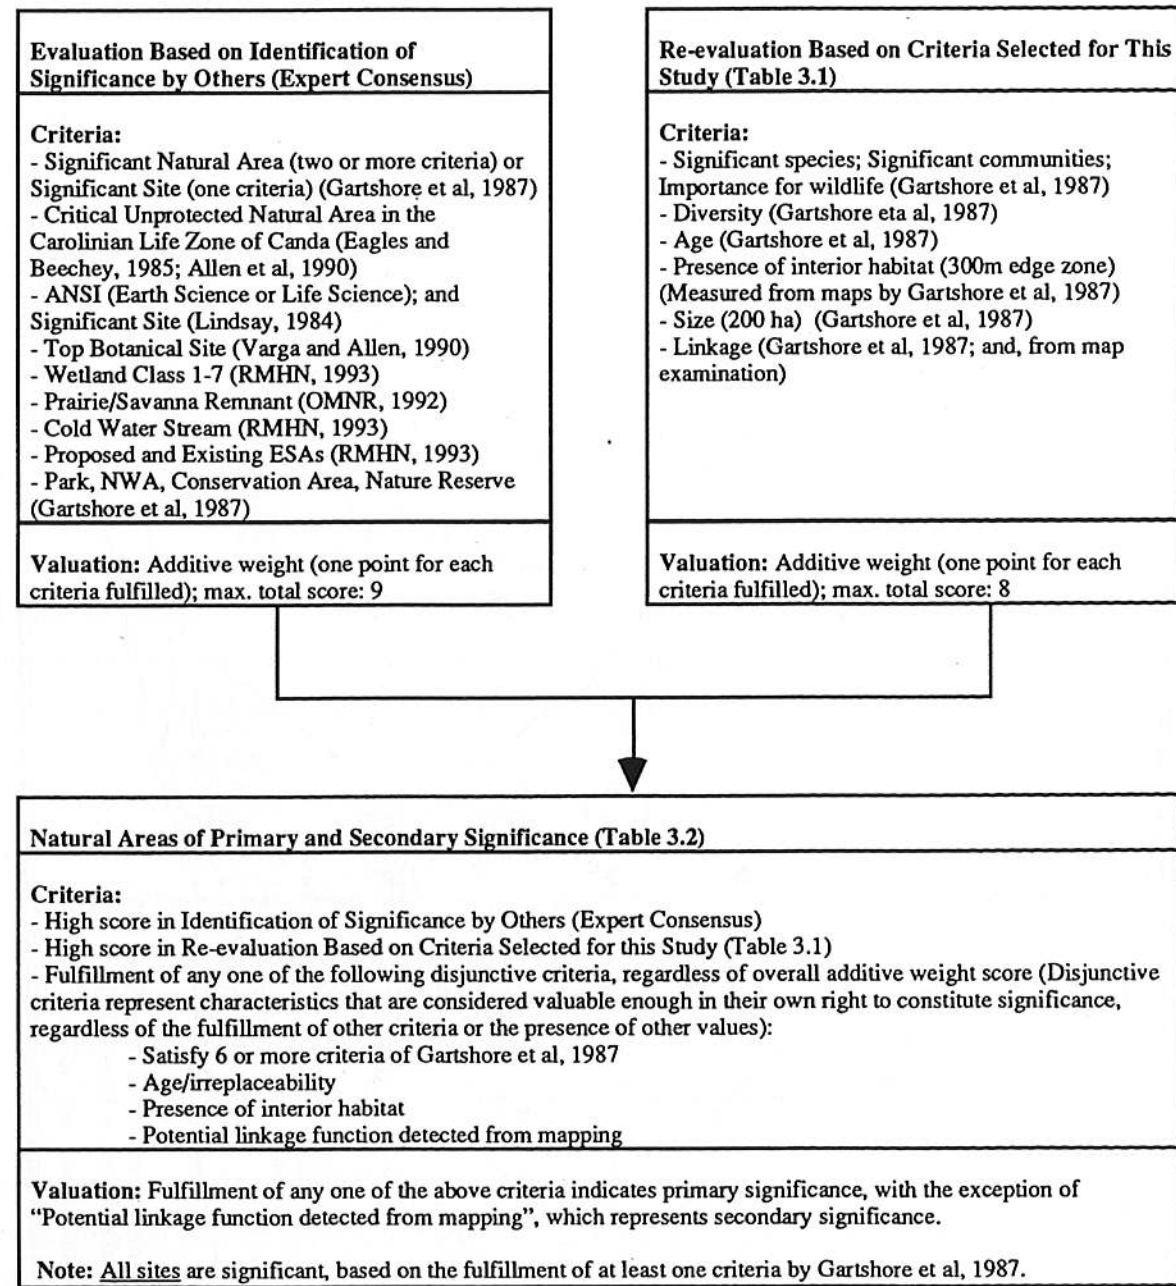 Evaluation Based on Identification of
Significance by Others (Expert Consensus)
Criteria:
- Significant Natural Area (two or more criteria) or
Significant Site (one criteria) (Gartshore et al, 1987)
- Critical Unprotected Natural Area in the
Carolinian Life Zone of Canda (Eagles and
Beechey, 1985; Allen et al, 1990)
- ANSI (Earth Science or Life Science); and
Significant Site (Lindsay, 1984)
- Top Botanical Site (Varga and Allen, 1990)
- Wetland Class 1-7 (RMHN, 1993)
- Prairie/Savanna Remnant (OMNR, 1992)
- Cold Water Stream (RMHN, 1993)
- Proposed and Existing ESAs (RMHN, 1993)
- Park, NWA, Conservation Area, Nature Reserve
(Gartshore et al, 1987)
Valuation: Additive weight (one point for each
criteria fulfilled); max. total score: 9
Re-evaluation Based on Criteria Selected for This
Study (Table 3.1)
Criteria:
- Significant species; Significant communities;
Importance for wildlife (Gartshore et al, 1987)
- Diversity (Gartshore eta al, 1987)
- Age (Gartshore et al, 1987)
- Presence of interior habitat (300m edge zone)
(Measured from maps by Gartshore et al, 1987)
- Size (200 ha) (Gartshore et al, 1987)
- Linkage (Gartshore et al, 1987; and, from map
examination)
Valuation: Additive weight (one point for each
criteria fulfilled); max. total score: 8
Natural Areas of Primary and Secondary Significance (Table 3.2)
Criteria:
- High score in Identification of Significance by Others (Expert Consensus)
- High score in Re-evaluation Based on Criteria Selected for this Study (Table 3.1)
- Fulfillment of any one of the following disjunctive criteria, regardless of overall additive weight score (Disjunctive
criteria represent characteristics that are considered valuable enough in their own right to constitute significance,
regardless of the fulfillment of other criteria or the presence of other values):
- Satisfy 6 or more criteria of Gartshore et al, 1987
- Age/irreplaceability
- Presence of interior habitat
- Potential linkage function detected from mapping
Valuation: Fulfillment of any one of the above criteria indicates primary significance, with the exception of
“Potential linkage function detected from mapping”, which represents secondary significance.
Note: All sites are significant, based on the fulfillment of at least one criteria by Gartshore et al, 1987.